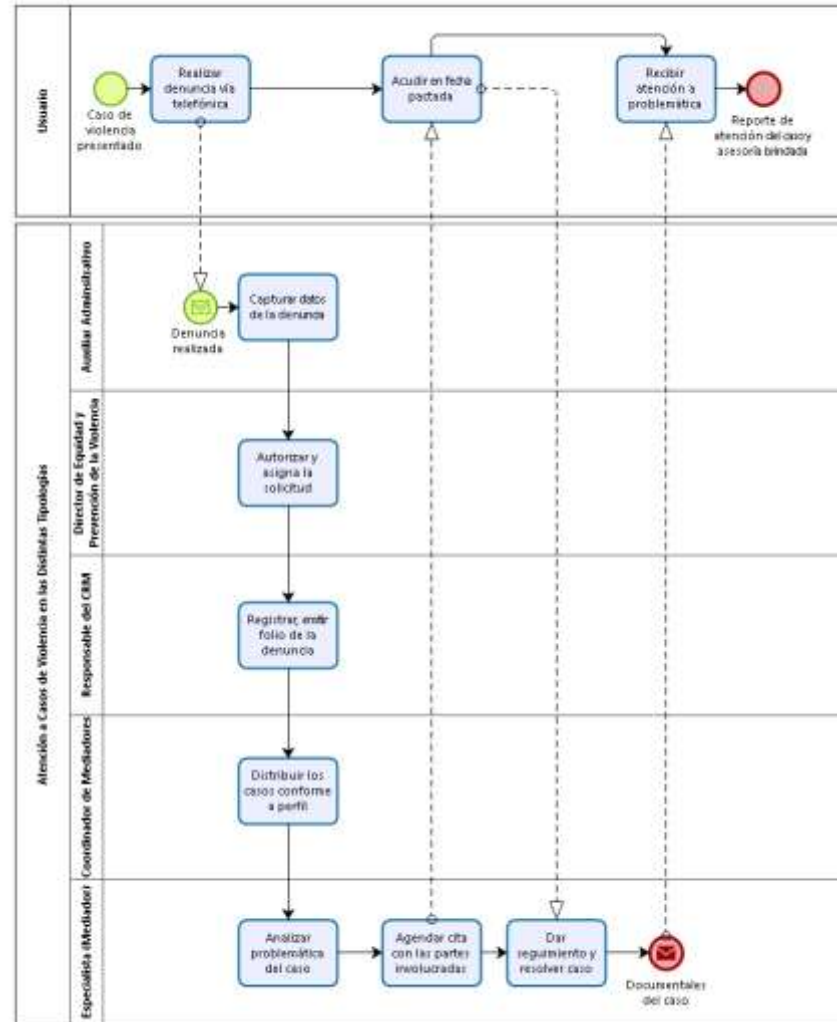 Usuario
Caso de
violencia
presentado
Realizar
denuncia vía
telefónica
Acudir en fecha
pactada
Recibir
atención a
problemática
Reporte de
atención del caso y
asesoría brindada
Atención a Casos de Violencia en las Distintas Tipologías
Auxiliar Adminsitrativo
Denuncia
realizada
Capturar datos
de la denuncia
Director de Equidad y
Prevención de la Violencia
Autorizar y
asigna la
solicitud
Responsable del CRM
Registrar, emitir
folio de la
denuncia
Coordinador de Mediadores
Distribuir los
casos conforme
a perfil
Especialista (Mediador)
Analizar
problemática
del caso
Agendar cita
con las partes
involucradas
Dar
seguimiento y
resolver caso
Documentales
del caso